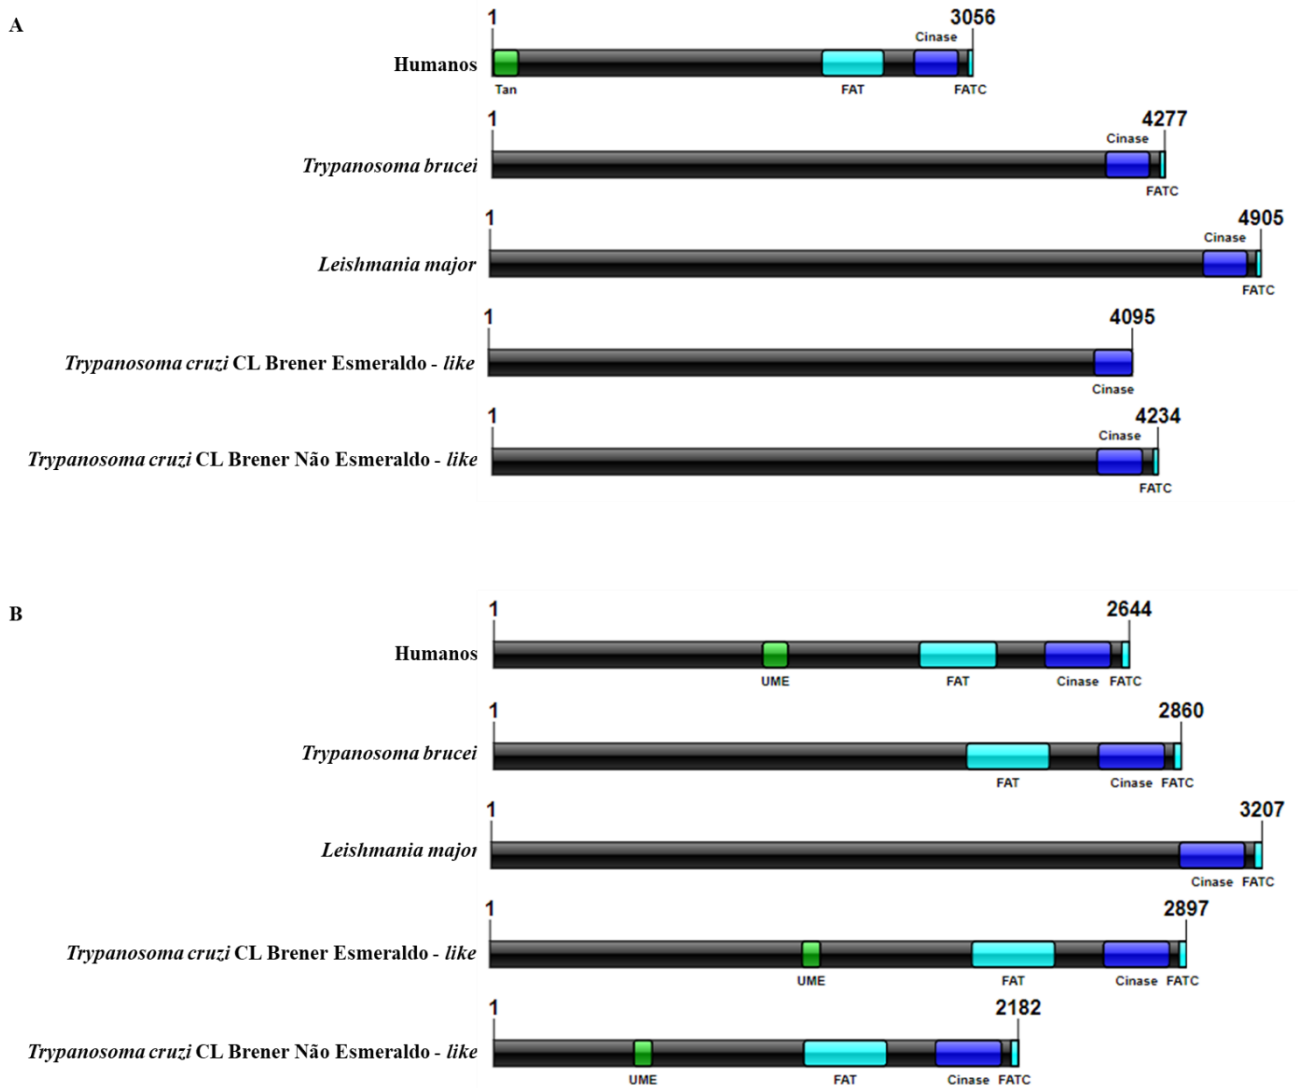 A
1 3056
Cinase
Humanos
Tan FAT FATC
1 4277
Cinase
Trypanosoma brucei
FATC
1 4905
Cinase
Leishmania major
FATC
1 4095
Trypanosoma cruzi CL Brener Esmeraldo - like
Cinase
1 4234
Cinase
Trypanosoma cruzi CL Brener Não Esmeraldo - like
FATC
B
1 2644
Humanos
UME FAT Cinase FATC
1 2860
Trypanosoma brucei
FAT Cinase FATC
1 3207
Leishmania major
Cinase FATC
1 2897
Trypanosoma cruzi CL Brener Esmeraldo - like
UME FAT Cinase FATC
1 2182
Trypanosoma cruzi CL Brener Não Esmeraldo - like
UME FAT Cinase FATC